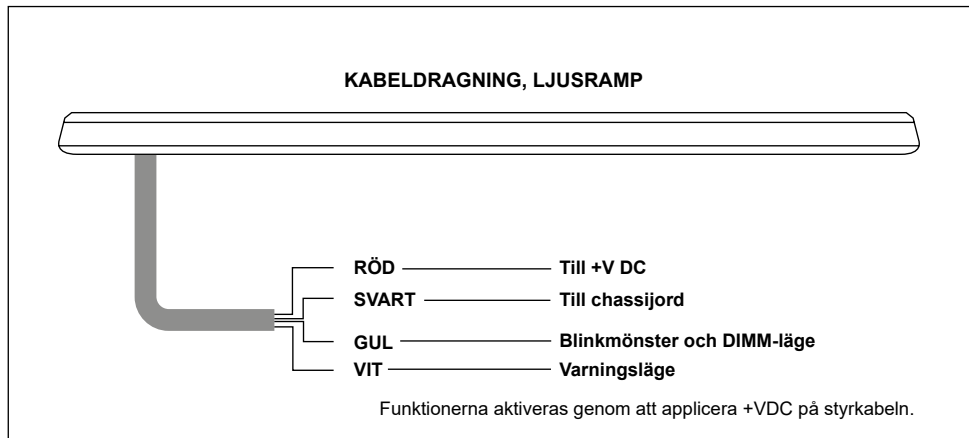 KABELDRAGNING, LJUSRAMP
RÖD Till +V DC
SVART Till chassijord
GUL Blinkmönster och DIMM-läge
VIT Varningsläge
Funktionerna aktiveras genom att applicera +VDC på styrkabeln.